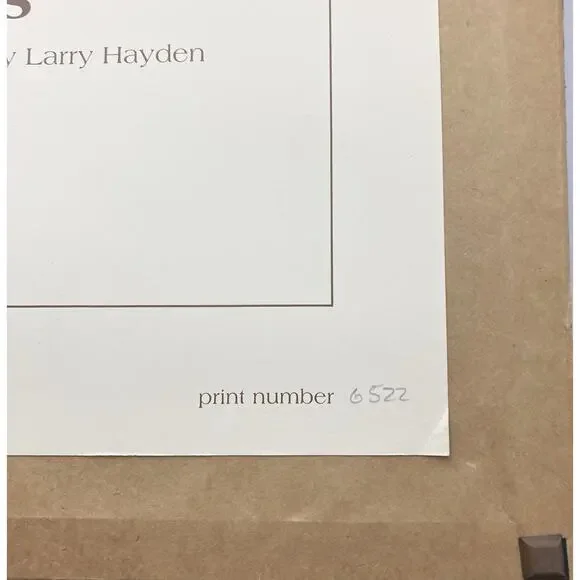 s
y Larry Hayden
print number 6522